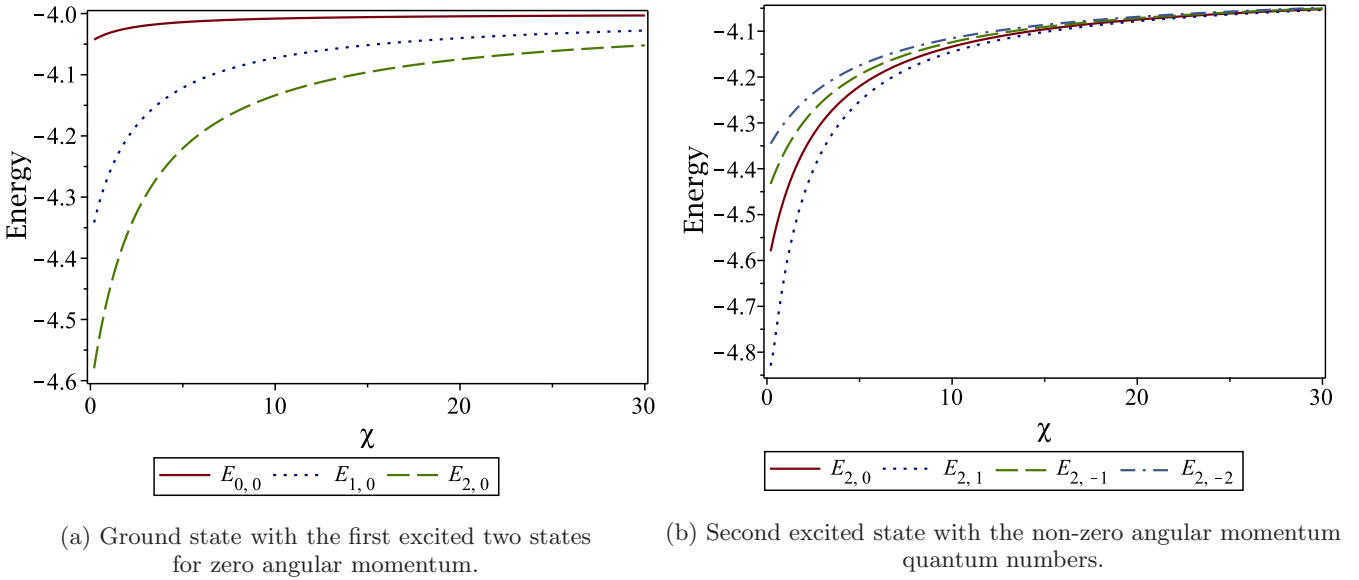 −4.0
−4.1
−4.2
−4.3
−4.4
−4.5
−4.6
Energy
0
10
20
30
χ
E0, 0
E1, 0
E2, 0
(a) Ground state with the first excited two states
for zero angular momentum.
−4.1
−4.2
−4.3
−4.4
−4.5
−4.6
−4.7
−4.8
Energy
0
10
20
30
χ
E2, 0
E2, 1
E2, −1
E2, −2
(b) Second excited state with the non-zero angular momentum
quantum numbers.